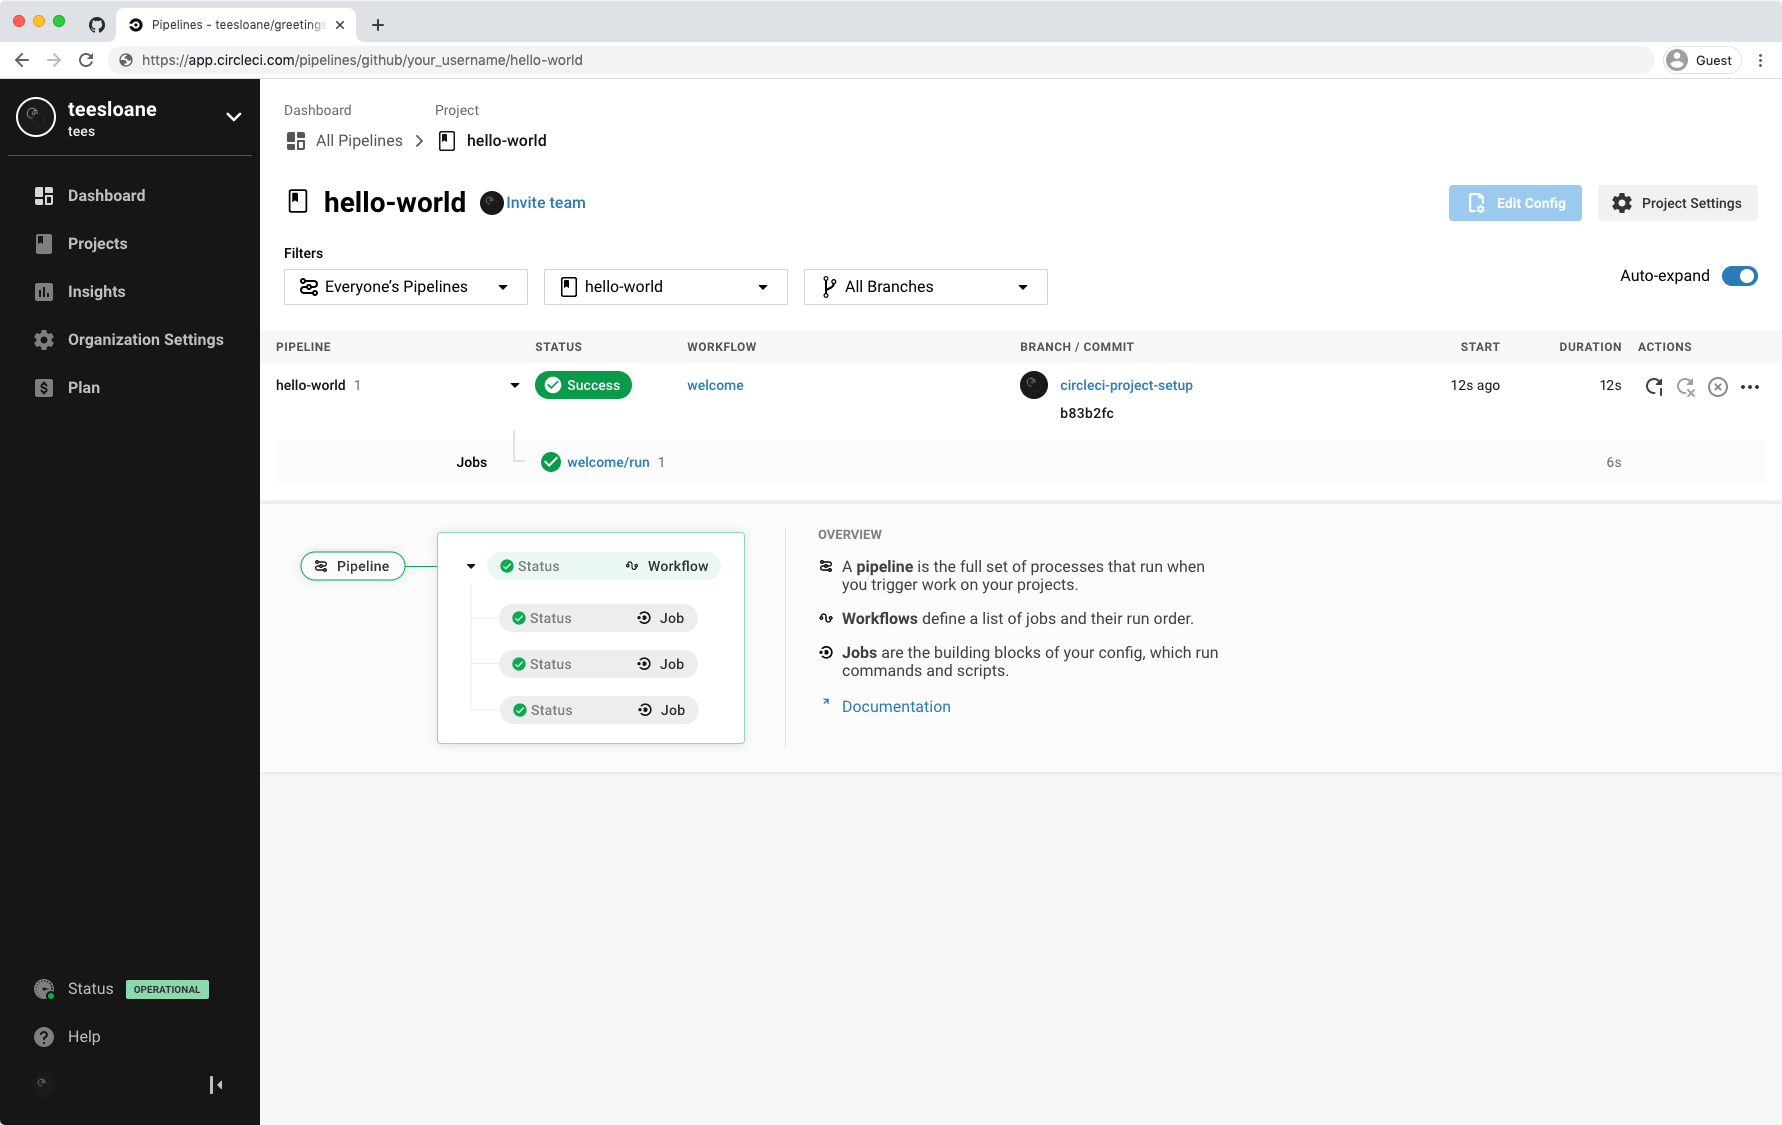 Pipelines - teesloane/greetings
https://app.circleci.com/pipelines/github/your_username/hello-world
Guest
teesloane
tees
Dashboard
Projects
Insights
Organization Settings
Plan
Status OPERATIONAL
Help
Dashboard Project
All Pipelines hello-world
hello-world Invite team
Edit Config Project Settings
Filters
Everyone’s Pipelines hello-world All Branches
Auto-expand
PIPELINE STATUS WORKFLOW BRANCH / COMMIT START DURATION ACTIONS
hello-world 1 Success welcome circleci-project-setup 12s ago 12s
b83b2fc
Jobs welcome/run 1 6s
Pipeline
Status Workflow
Status Job
Status Job
Status Job
OVERVIEW
A pipeline is the full set of processes that run when
you trigger work on your projects.
Workflows define a list of jobs and their run order.
Jobs are the building blocks of your config, which run
commands and scripts.
Documentation